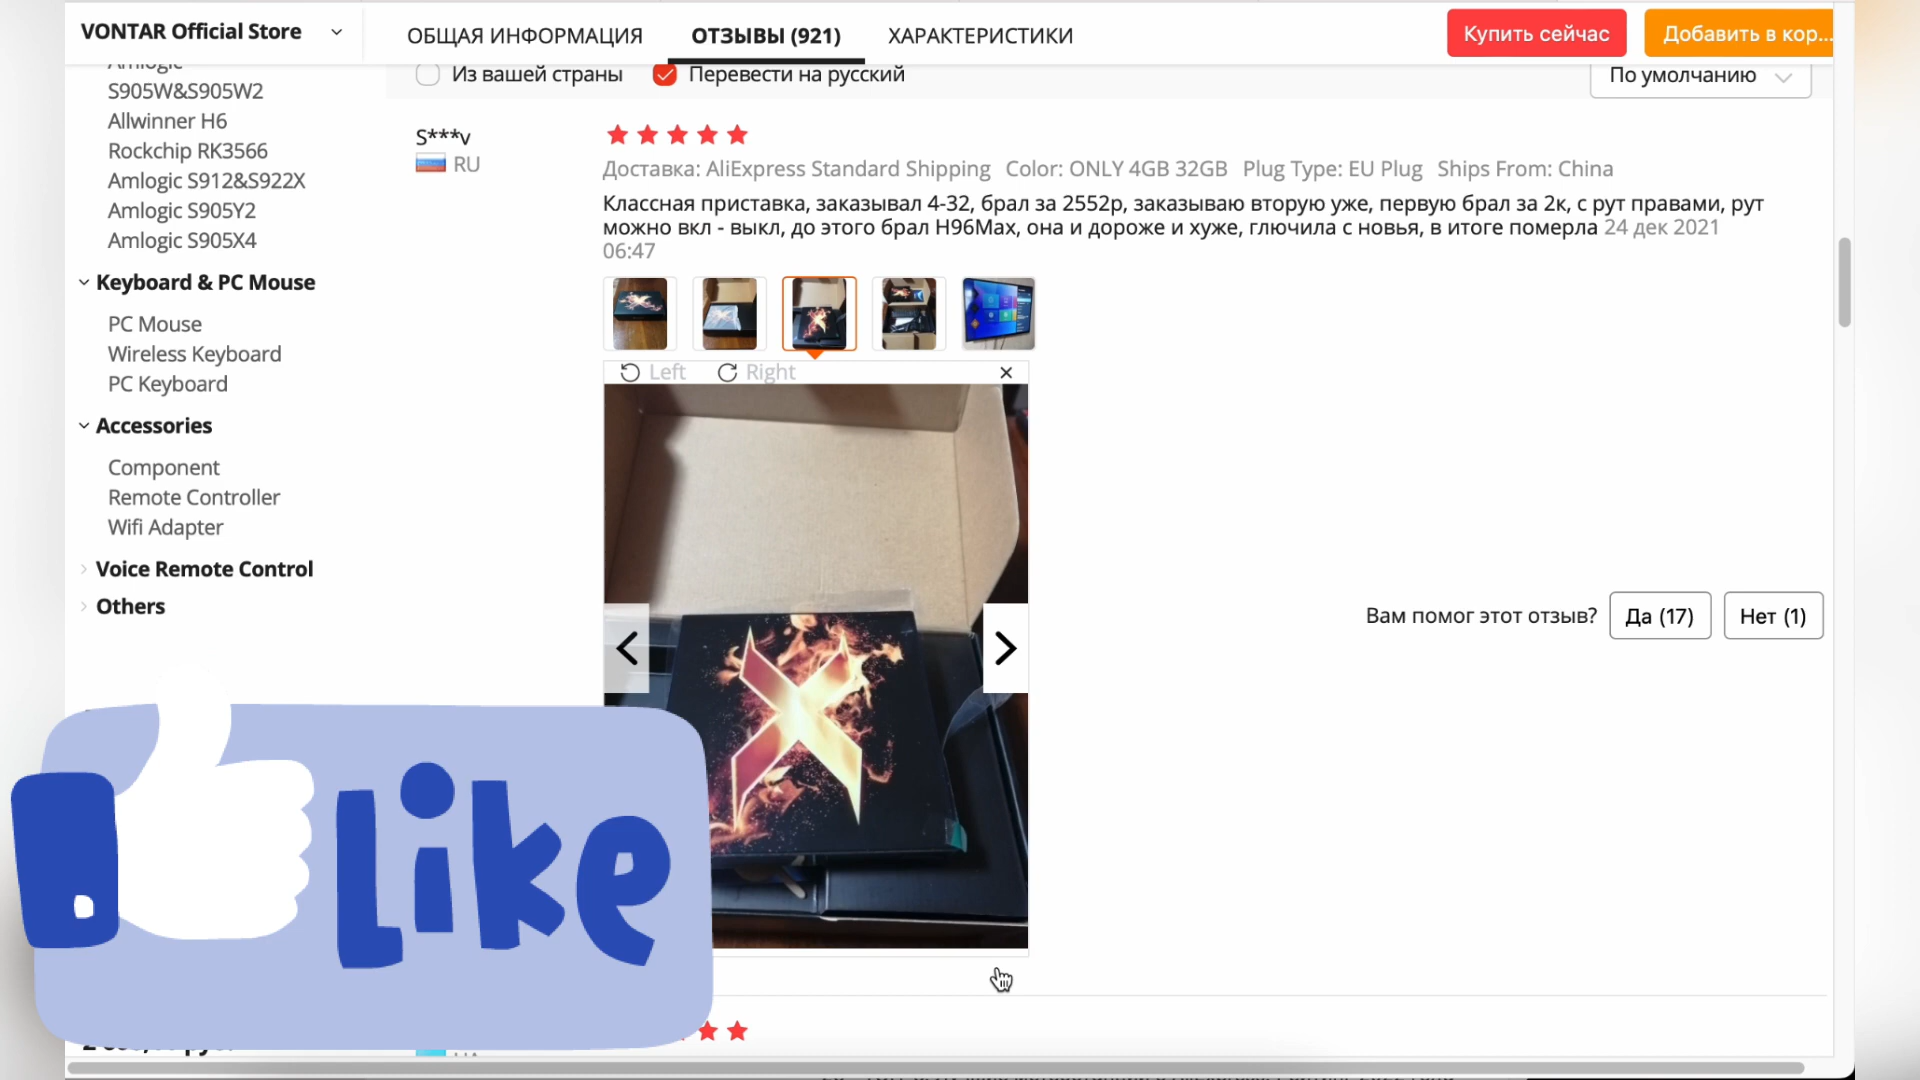 VONTAR Official Store
ОБЩАЯ ИНФОРМАЦИЯ
ОТЗЫВЫ (921)
ХАРАКТЕРИСТИКИ
Купить сейчас
Добавить в кор...
Amlogic
S905W&S905W2
Allwinner H6
Rockchip RK3566
Amlogic S912&S922X
Amlogic S905Y2
Amlogic S905X4
Keyboard & PC Mouse
PC Mouse
Wireless Keyboard
PC Keyboard
Accessories
Component
Remote Controller
Wifi Adapter
Voice Remote Control
Others
Из вашей страны
Перевести на русский
По умолчанию
S***v
RU
Доставка: AliExpress Standard Shipping Color: ONLY 4GB 32GB Plug Type: EU Plug Ships From: China
Классная приставка, заказывал 4-32, брал за 2552р, заказываю вторую уже, первую брал за 2к, с рут правами, рут
можно вкл - выкл, до этого брал H96Max, она и дороже и хуже, глючила с новья, в итоге померла 24 дек 2021
06:47
Left
Right
X
Вам помог этот отзыв?
Да (17)
Нет (1)
Like